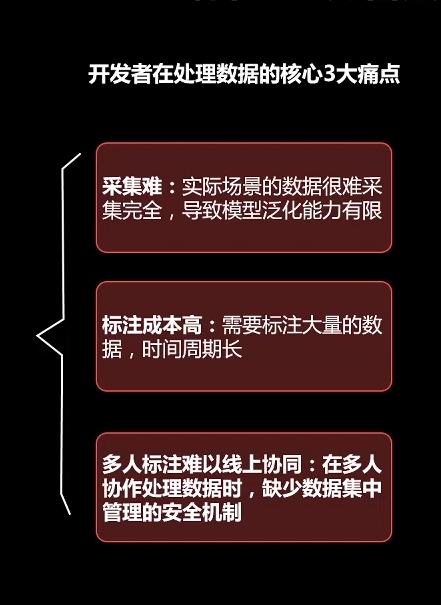 开发者在处理数据的核心3大痛点
采集难：实际场景的数据很难采
集完全，导致模型泛化能力有限
标注成本高：需要标注大量的数
据，时间周期长
多人标注难以线上协同：在多人
协作处理数据时，缺少数据集中
管理的安全机制